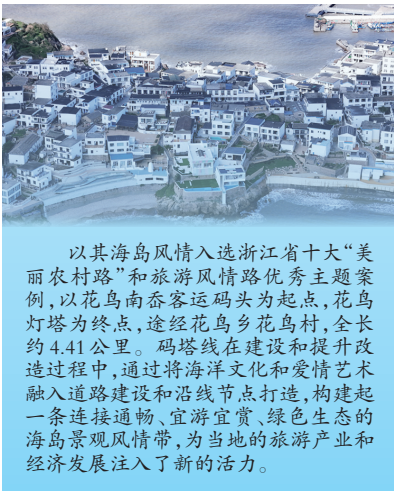 以其海岛风情入选浙江省十大“美
丽农村路”和旅游风情路优秀主题案
例,以花鸟南岙客运码头为起点,花鸟
灯塔为终点,途经花鸟乡花鸟村,全长
约4.41公里。码塔线在建设和提升改
造过程中,通过将海洋文化和爱情艺术
融入道路建设和沿线节点打造,构建起
一条连接通畅、宜游宜赏、绿色生态的
海岛景观风情带,为当地的旅游产业和
经济发展注入了新的活力。